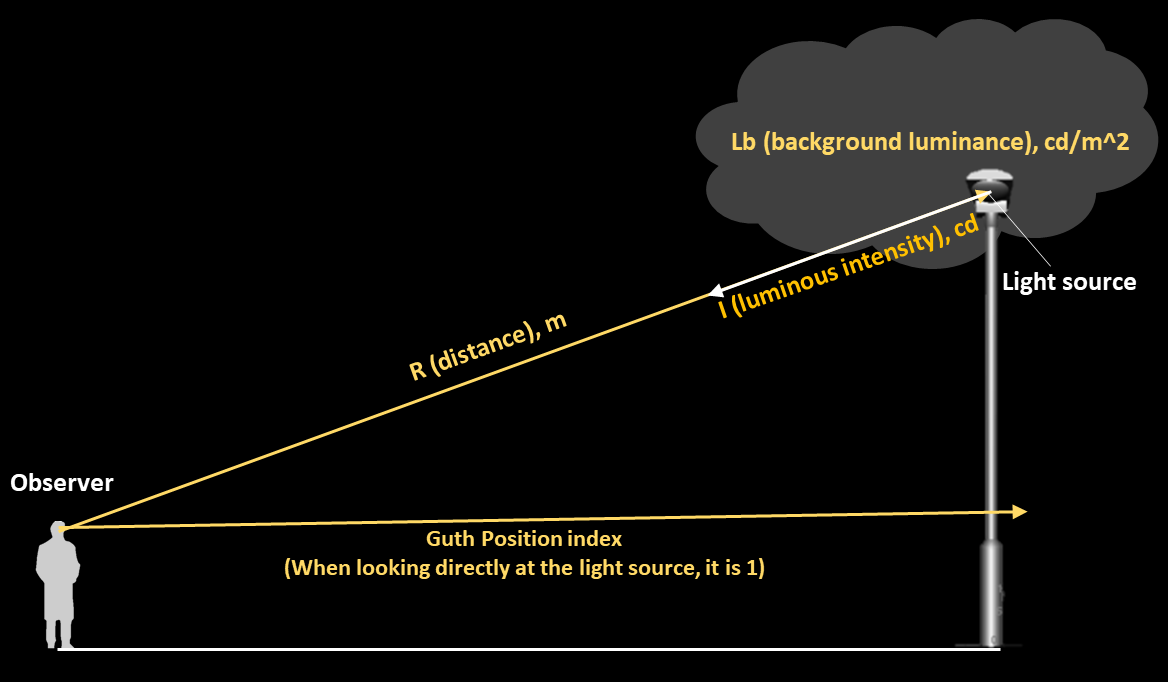 Lb (background luminance), cd/m^2
I (luminous intensity), cd
Light source
R (distance), m
Observer
Guth Position index
(When looking directly at the light source, it is 1)